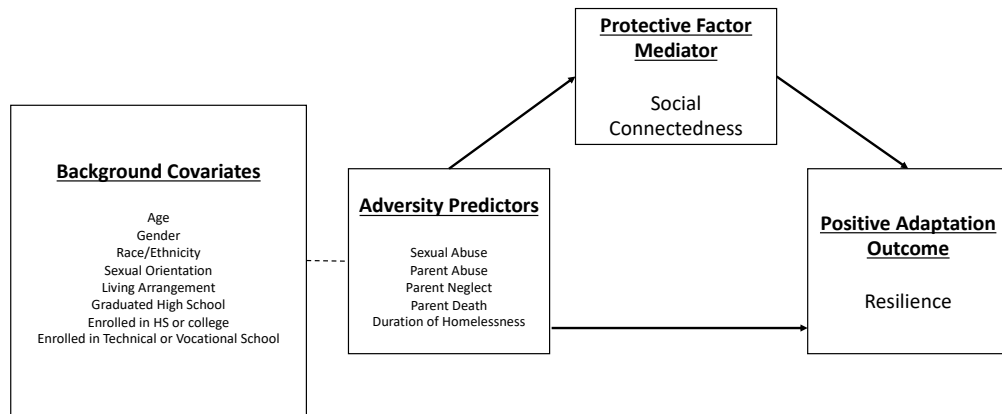 Background Covariates
Age
Gender
Race/Ethnicity
Sexual Orientation
Living Arrangement
Graduated High School
Enrolled in HS or college
Enrolled in Technical or Vocational School
Adversity Predictors
Sexual Abuse
Parent Abuse
Parent Neglect
Parent Death
Duration of Homelessness
Protective Factor
Mediator
Social
Connectedness
Positive Adaptation
Outcome
Resilience